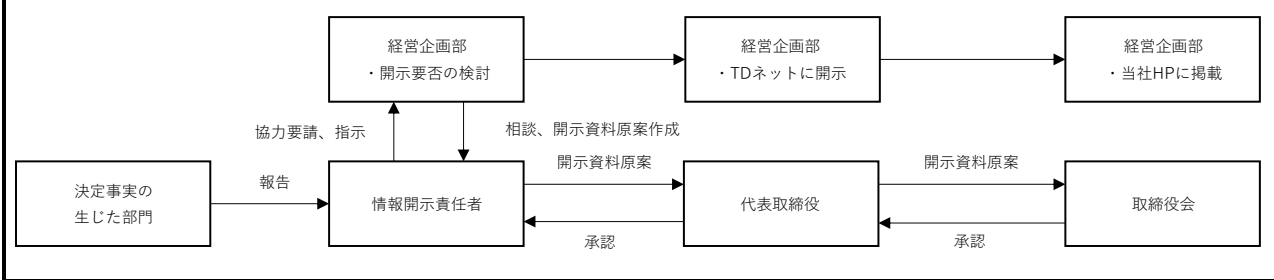 経営企画部
・開示要否の検討
経営企画部
・TDネットに開示
経営企画部
・当社HPに掲載
協力要請、指示
相談、開示資料原案作成
決定事実の
生じた部門
報告
情報開示責任者
開示資料原案
承認
代表取締役
開示資料原案
承認
取締役会